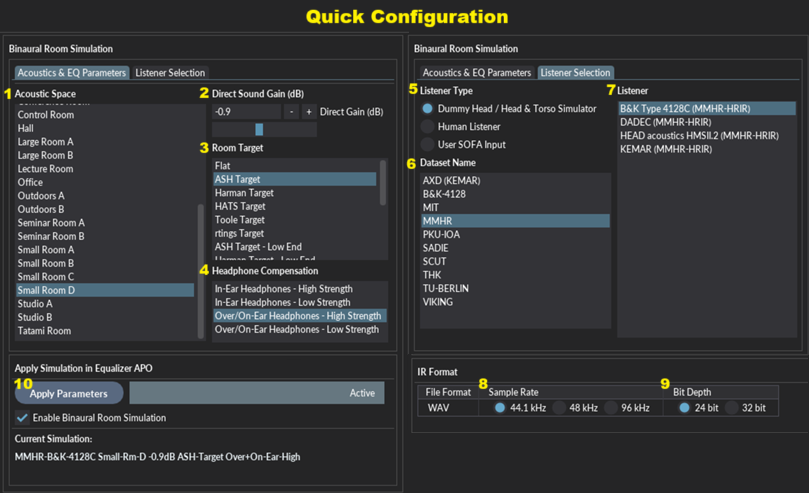 Quick Configuration
Binaural Room Simulation
Acoustics & EQ Parameters
Listener Selection
1 Acoustic Space
Conference Room
Control Room
Hall
Large Room A
Large Room B
Lecture Room
Office
Outdoors A
Outdoors B
Seminar Room A
Seminar Room B
Small Room A
Small Room B
Small Room C
Small Room D
Studio A
Studio B
Tatami Room
2 Direct Sound Gain (dB)
-0.9 - + Direct Gain (dB)
3 Room Target
Flat
ASH Target
Harman Target
HATS Target
Toole Target
rtings Target
ASH Target - Low End
Harman Target - Low End
4 Headphone Compensation
In-Ear Headphones - High Strength
In-Ear Headphones - Low Strength
Over/On-Ear Headphones - High Strength
Over/On-Ear Headphones - Low Strength
Apply Simulation in Equalizer APO
10
Apply Parameters
Active
Enable Binaural Room Simulation
Current Simulation:
MMHR-B&K-4128C Small-Rm-D -0.9dB ASH-Target Over+On-Ear-High
Binaural Room Simulation
Acoustics & EQ Parameters
Listener Selection
5 Listener Type
Dummy Head / Head & Torso Simulator
Human Listener
User SOFA Input
6 Dataset Name
AXD (KEMAR)
B&K-4128
MIT
MMHR
PKU-IOA
SADIE
SCUT
THK
TU-BERLIN
VIKING
7 Listener
B&K Type 4128C (MMHR-HRIR)
DADEC (MMHR-HRIR)
HEAD acoustics HMSII.2 (MMHR-HRIR)
KEMAR (MMHR-HRIR)
IR Format
File Format
8 Sample Rate
9 Bit Depth
WAV
44.1 kHz
48 kHz
96 kHz
24 bit
32 bit